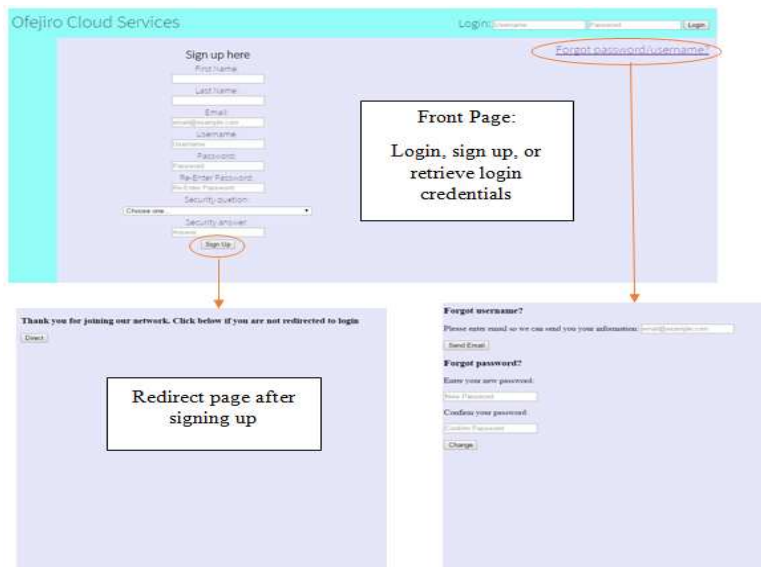 Ofejiro Cloud Services
Login: Username Password Login
Forgot password/username?
Sign up here
First Name:
Last Name:
Email:
email@example.com
Username:
Username
Password:
Password
Re-Enter Password:
Re-Enter Password
Security quetion:
Choose one...
Security answer:
Answer
Sign Up
Front Page:
Login, sign up, or
retrieve login
credentials
Thank you for joining our network. Click below if you are not redirected to login
Direct
Redirect page after
signing up
Forgot username?
Please enter email so we can send you your information: email@example.com
Send Email
Forgot password?
Enter your new password:
New Password
Confirm your password:
Confirm Password
Change